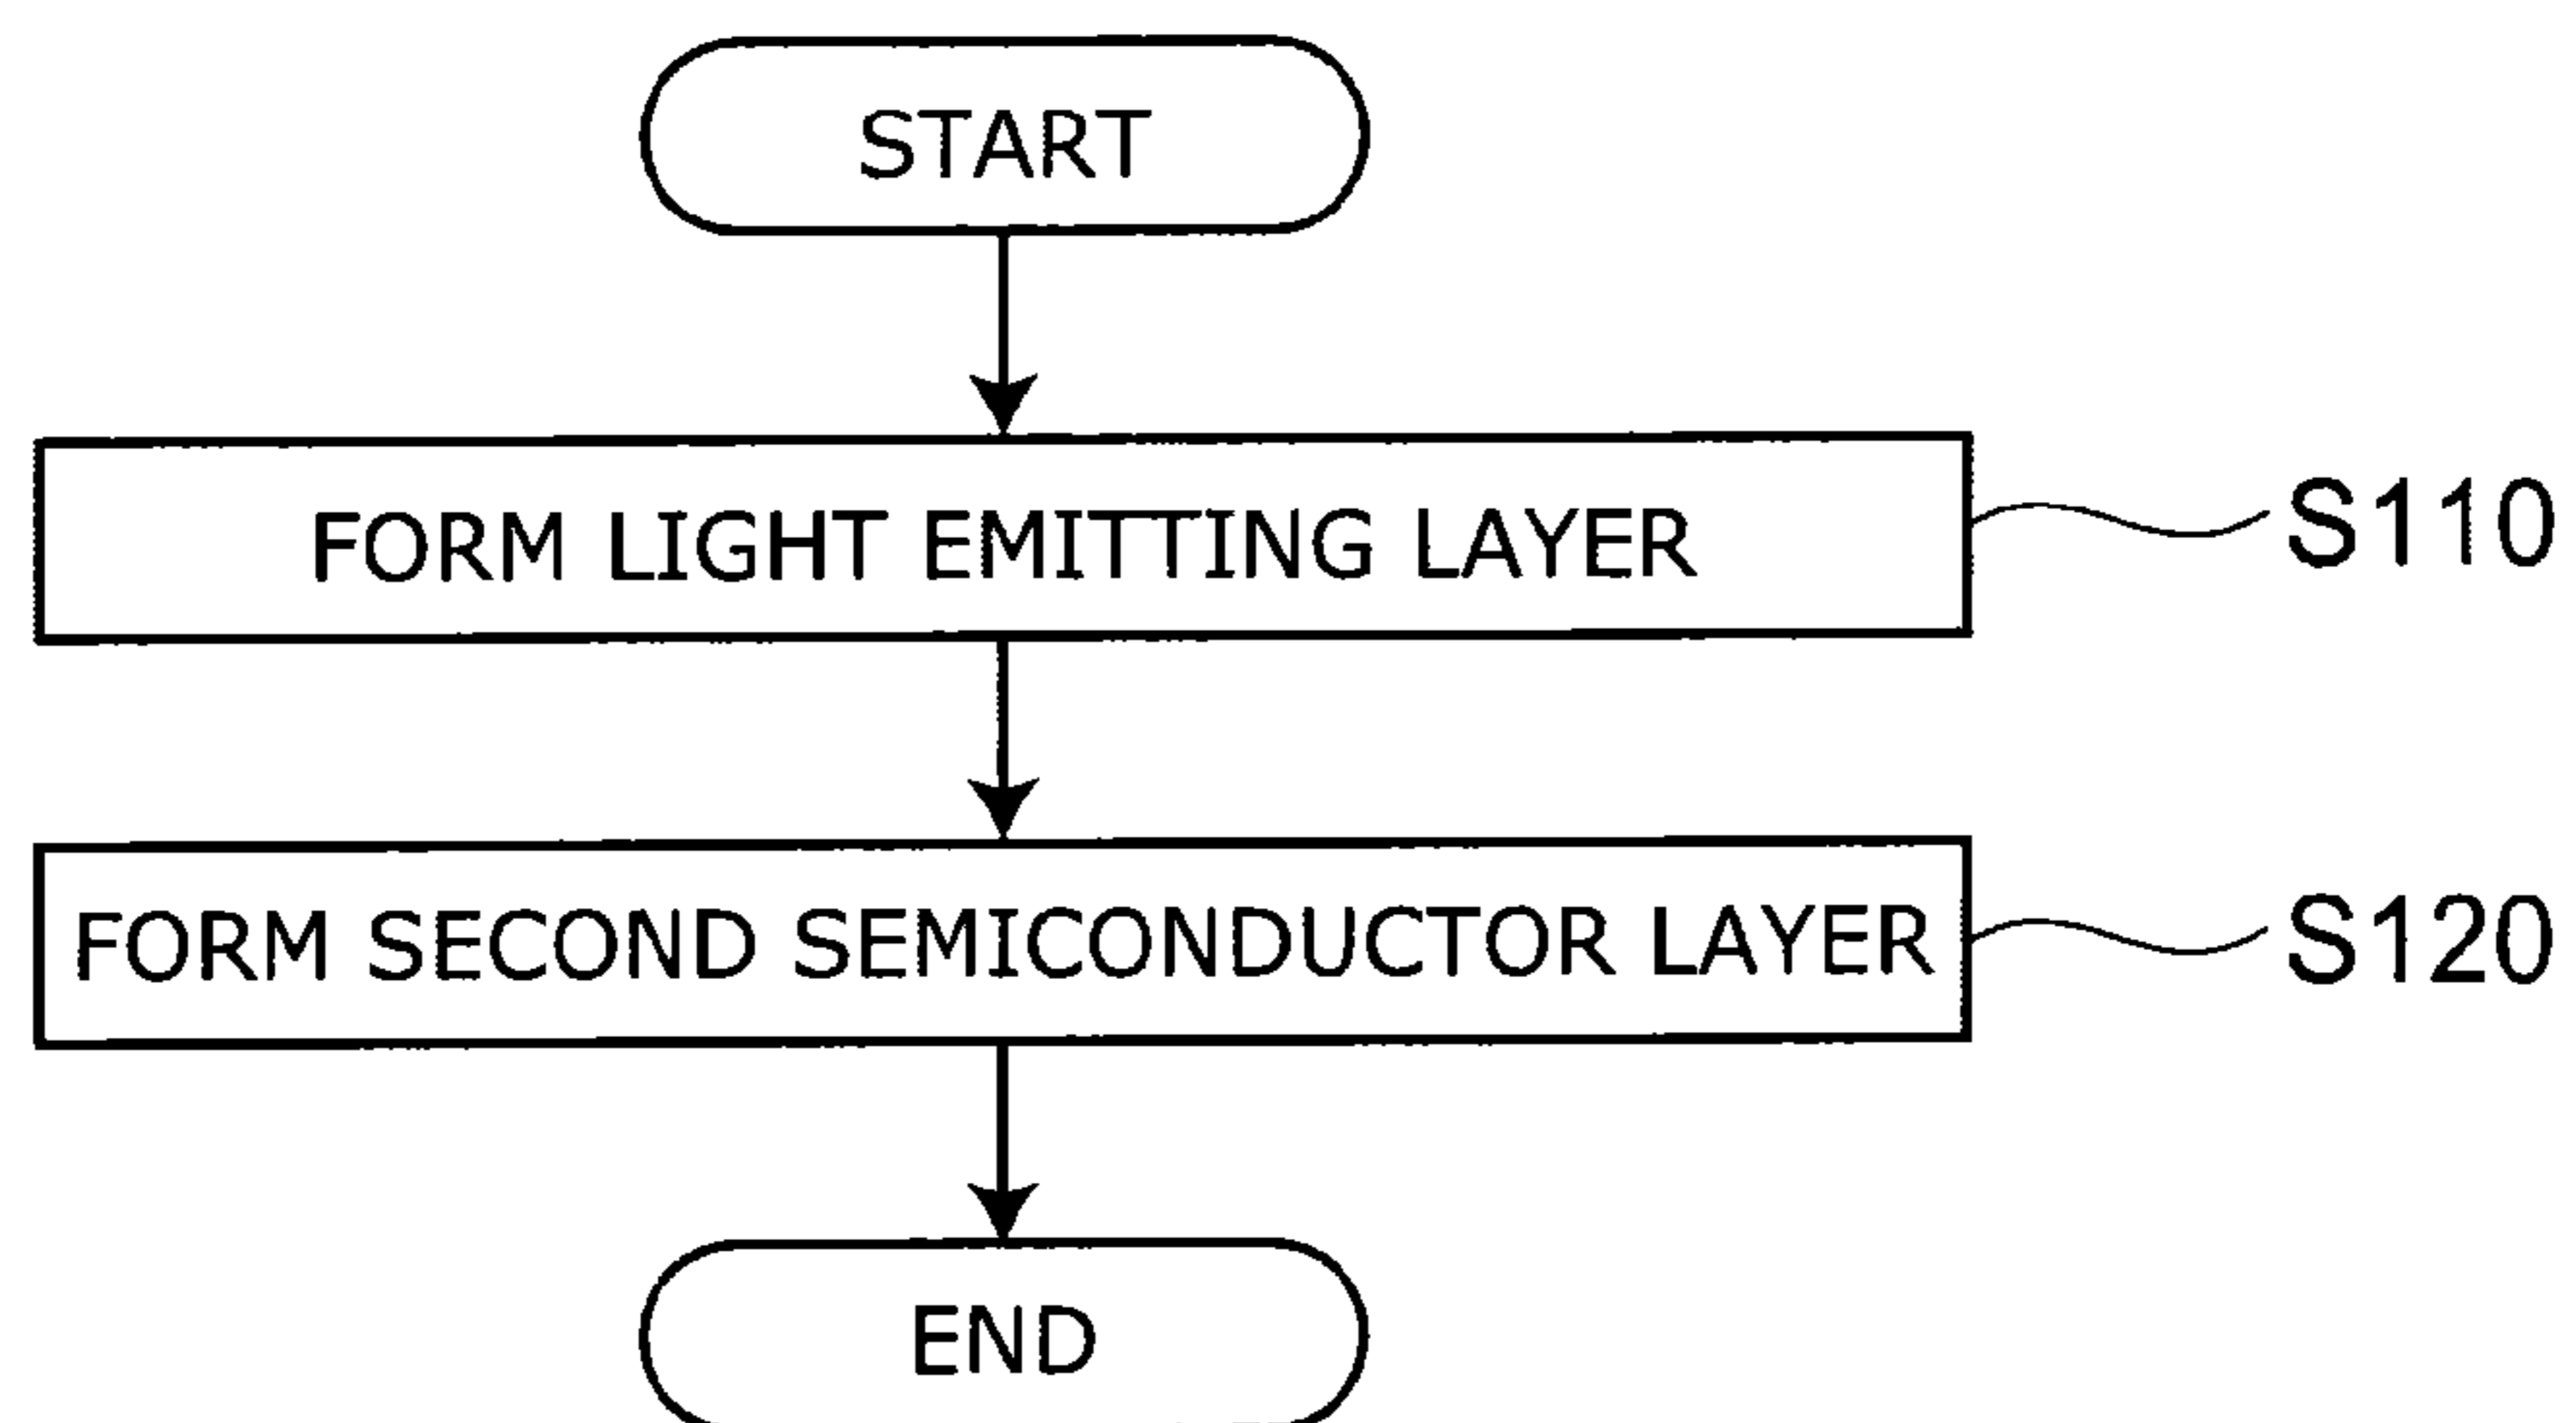 START
FORM LIGHT EMITTING LAYER
S110
FORM SECOND SEMICONDUCTOR LAYER
S120
END